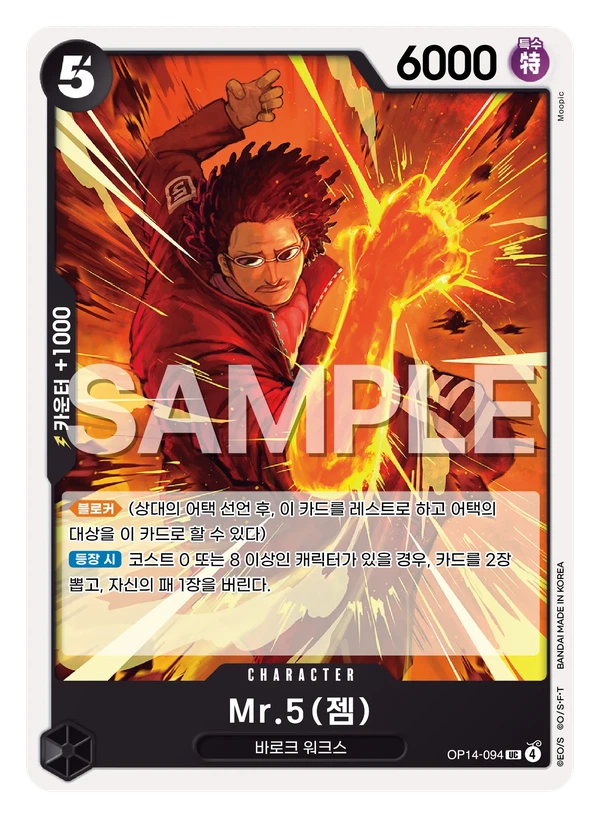 5
6000
특수
特
Moopic
5
카운터 +1000
SAMPLE
블로커 (상대의 어택 선언 후, 이 카드를 레스트로 하고 어택의
대상을 이 카드로 할 수 있다)
등장 시 코스트 0 또는 8 이상인 캐릭터가 있을 경우, 카드를 2장
뽑고, 자신의 패 1장을 버린다.
CHARACTER
Mr.5(젬)
바로크 워크스
OP14-094 UC 4
©EO/S ©O/S·F·T BANDAI MADE IN KOREA